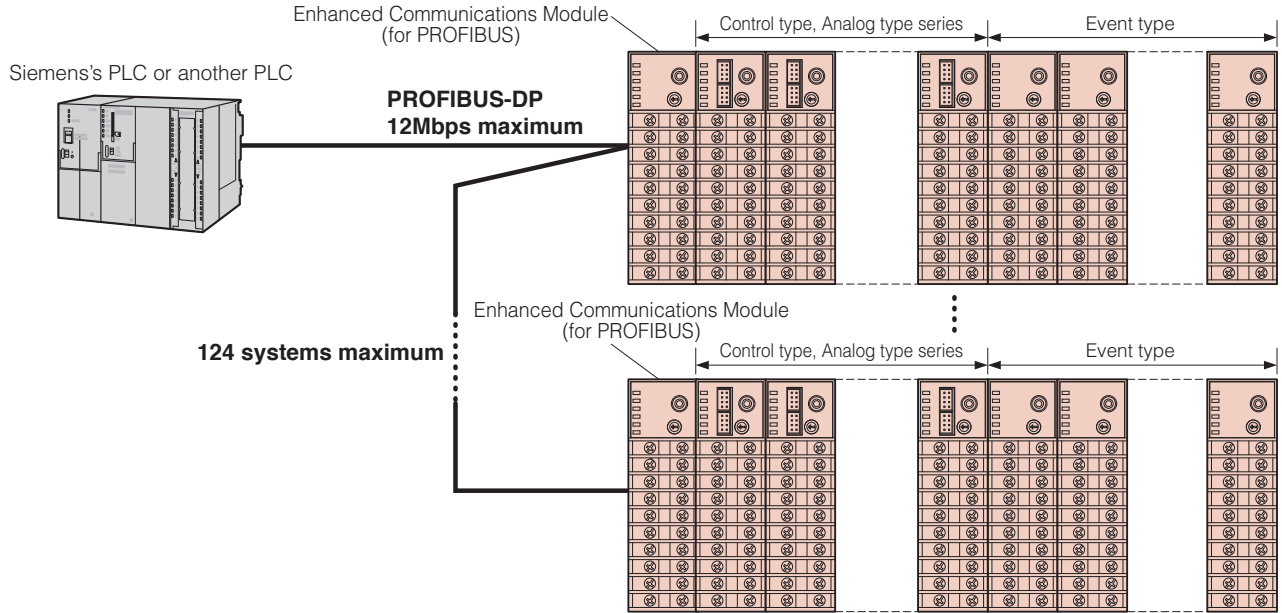 Enhanced Communications Module
(for PROFIBUS)
Control type, Analog type series
Event type
Siemens's PLC or another PLC
PROFIBUS-DP
12Mbps maximum
Enhanced Communications Module
(for PROFIBUS)
124 systems maximum
Control type, Analog type series
Event type